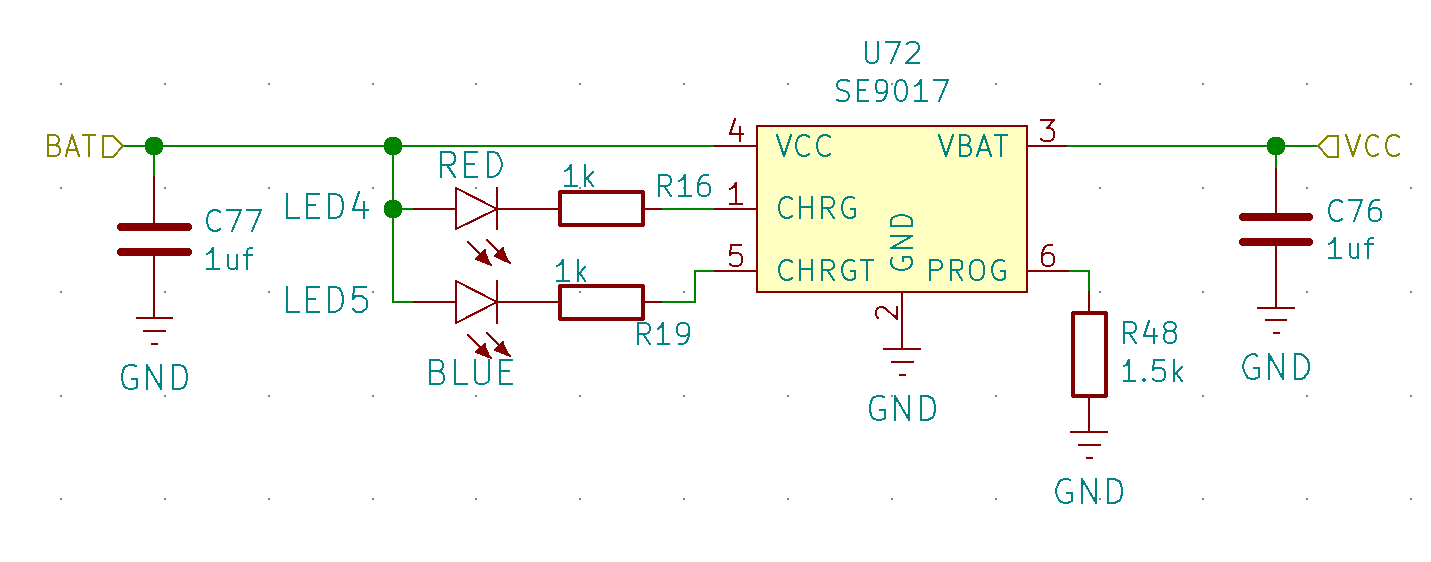 U72
SE9017
BAT
4
VCC
VBAT
3
VCC
RED
1k
R16
LED4
1
CHRG
C77
1uf
C76
1uf
GND
1k
5
CHRGT
PROG
6
LED5
R19
2
BLUE
R48
1.5k
GND
GND
GND
GND